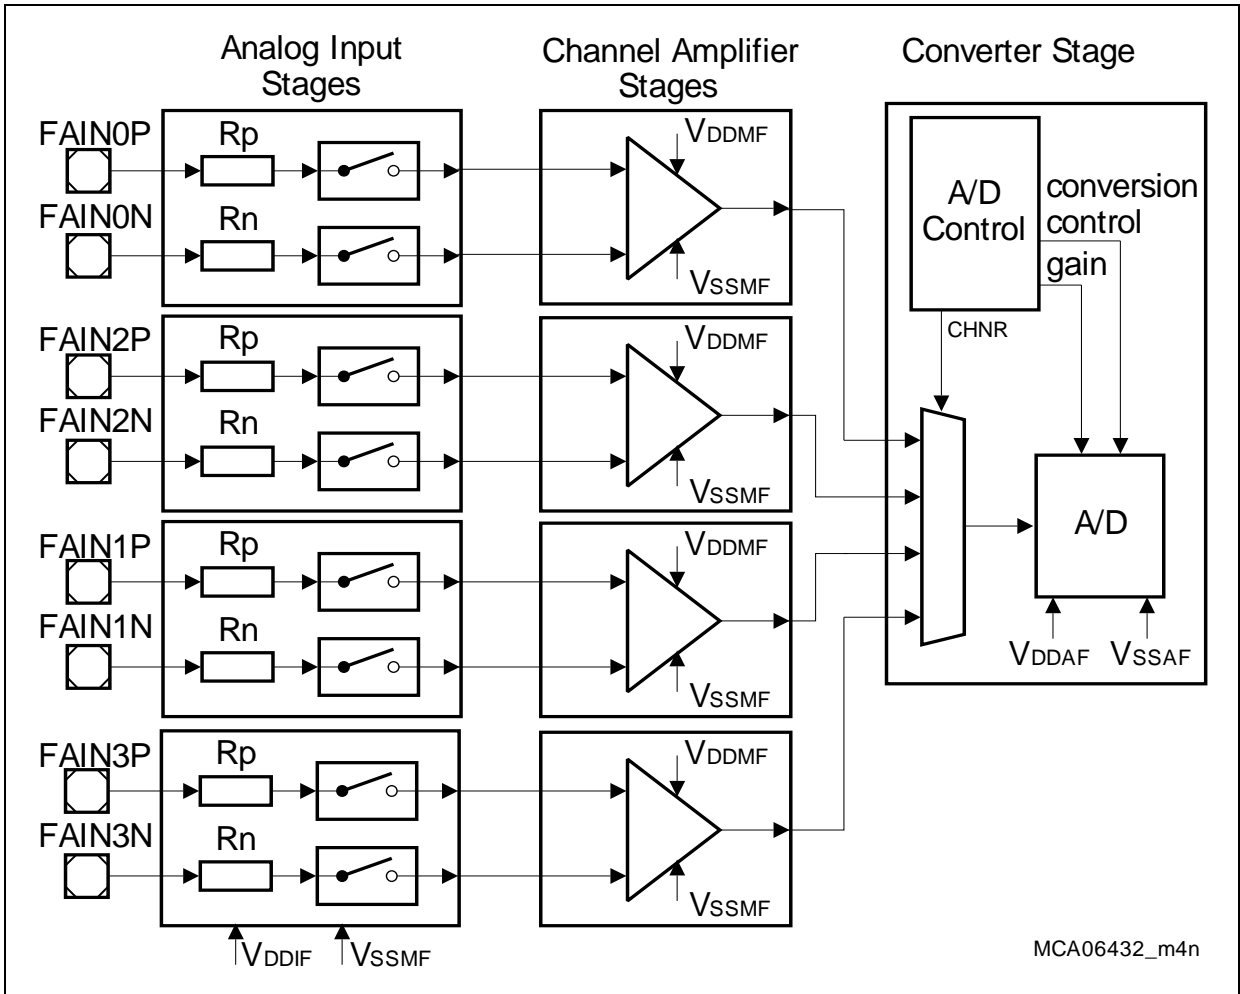 Analog Input
Stages
Channel Amplifier
Stages
Converter Stage
FAIN0P
Rp
VDDMF
FAIN0N
Rn
VSSMF
A/D
Control
conversion
control
gain
CHNR
FAIN2P
Rp
VDDMF
FAIN2N
Rn
VSSMF
A/D
VDDAF
VSSAF
FAIN1P
Rp
VDDMF
FAIN1N
Rn
VSSMF
FAIN3P
Rp
VDDMF
FAIN3N
Rn
VSSMF
VDDIF
VSSMF
MCA06432_m4n